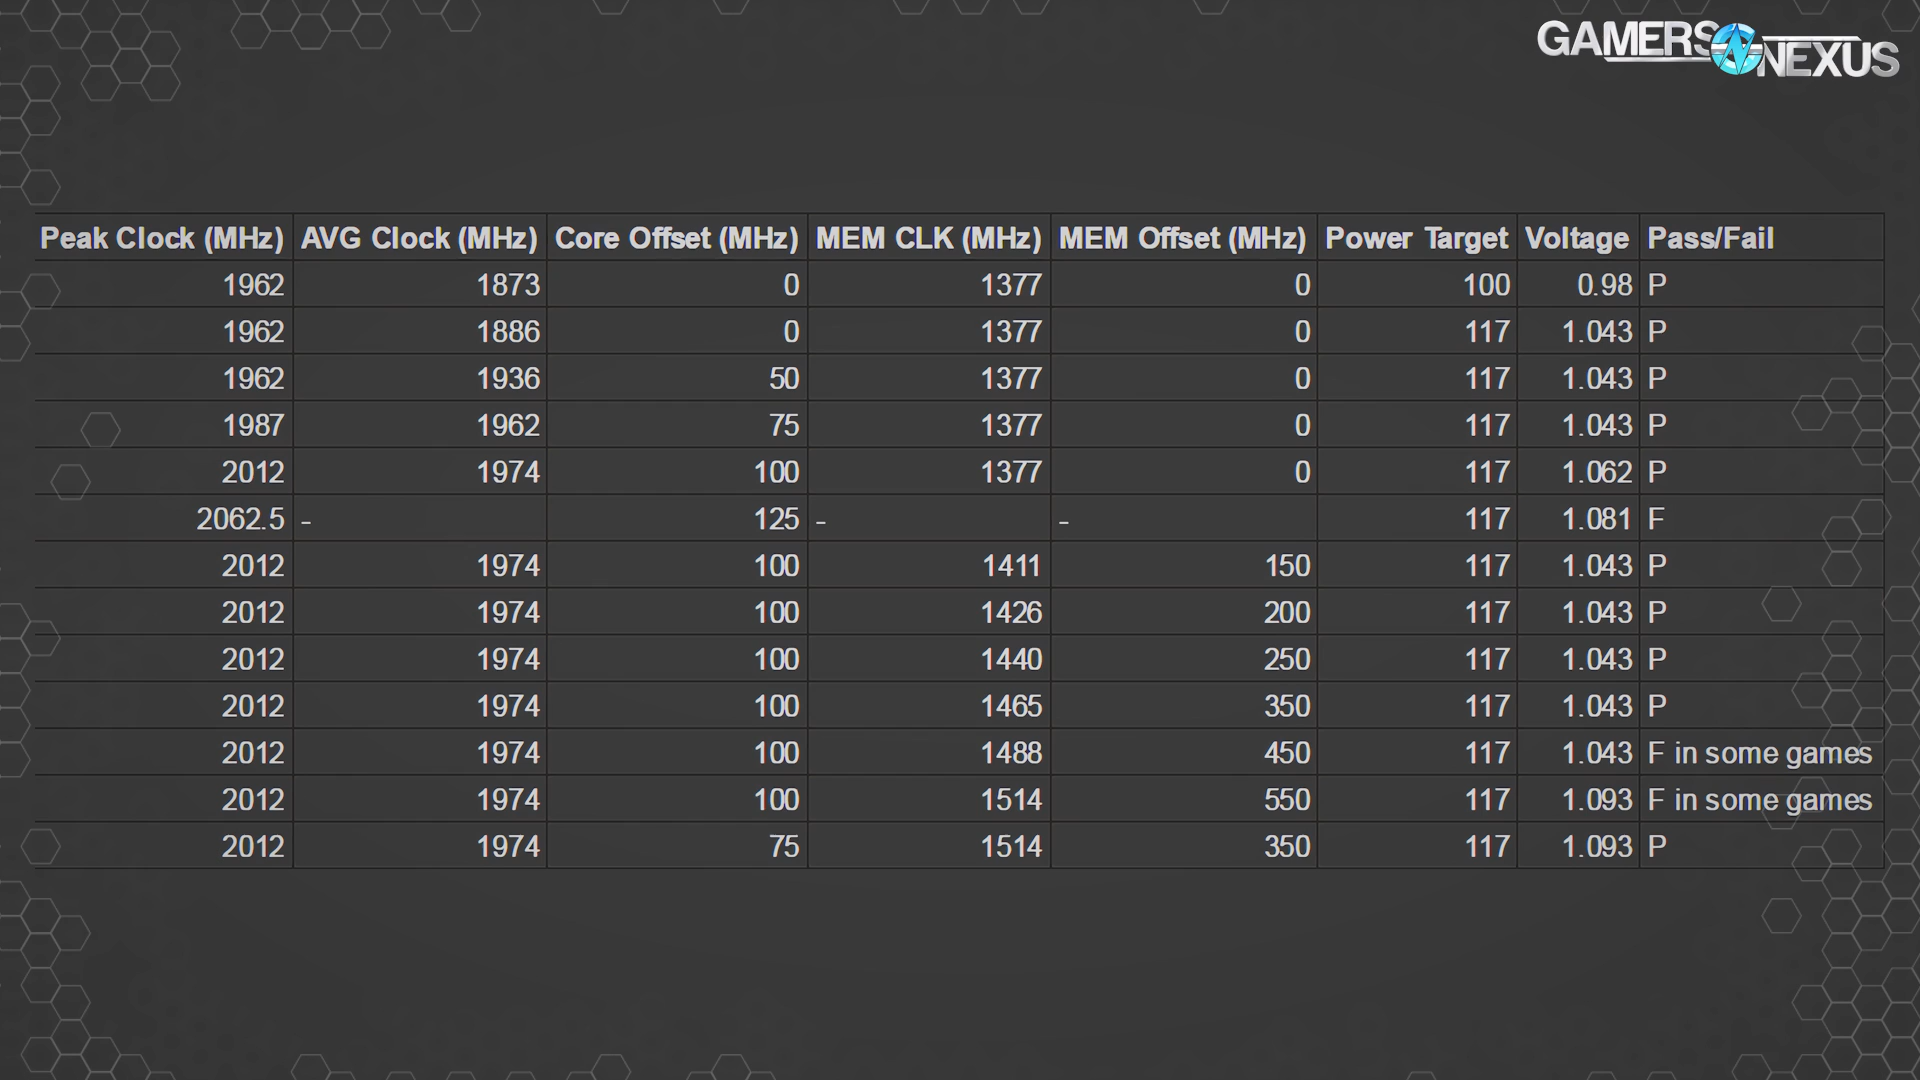 GAMERS NEXUS
Peak Clock (MHz) AVG Clock (MHz) Core Offset (MHz) MEM CLK (MHz) MEM Offset (MHz) Power Target Voltage Pass/Fail
1962 1873 0 1377 0 100 0.98 P
1962 1886 0 1377 0 117 1.043 P
1962 1936 50 1377 0 117 1.043 P
1987 1962 75 1377 0 117 1.043 P
2012 1974 100 1377 0 117 1.062 P
2062.5 - 125 - - 117 1.081 F
2012 1974 100 1411 150 117 1.043 P
2012 1974 100 1426 200 117 1.043 P
2012 1974 100 1440 250 117 1.043 P
2012 1974 100 1465 350 117 1.043 P
2012 1974 100 1488 450 117 1.043 F in some games
2012 1974 100 1514 550 117 1.093 F in some games
2012 1974 75 1514 350 117 1.093 P